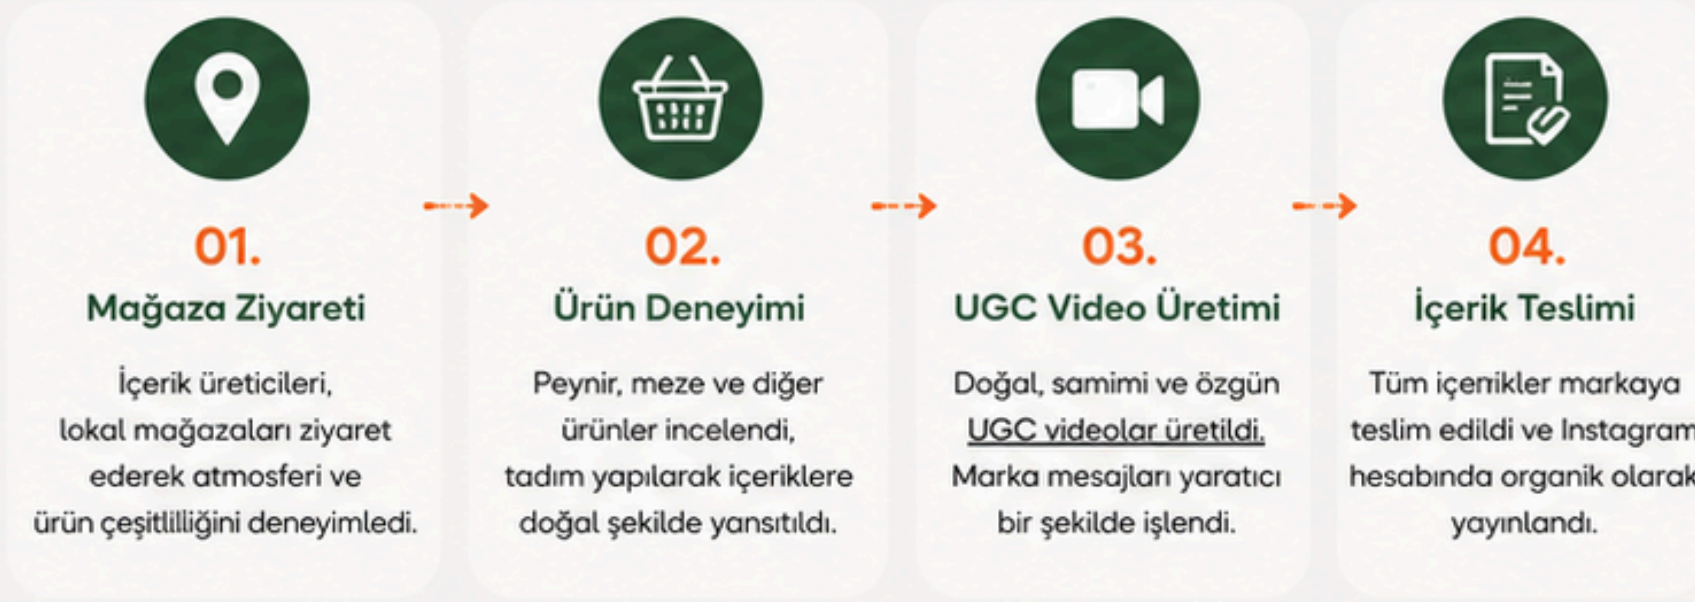 01.
Mağaza Ziyareti
İçerik üreticileri,
lokal mağazaları ziyaret
ederek atmosferi ve
ürün çeşitlilliğini deneyimledi.
02.
Ürün Deneyimi
Peynir, meze ve diğer
ürünler incelendi,
tadım yapılarak içeriklere
doğal şekilde yansıtıldı.
03.
UGC Video Üretimi
Doğal, samimi ve özgün
UGC videolar üretildi.
Marka mesajları yaratıcı
bir şekilde işlendi.
04.
İçerik Teslimi
Tüm içenikler markaya
teslim edildi ve Instagram
hesabında organik olarak
yayınlandı.